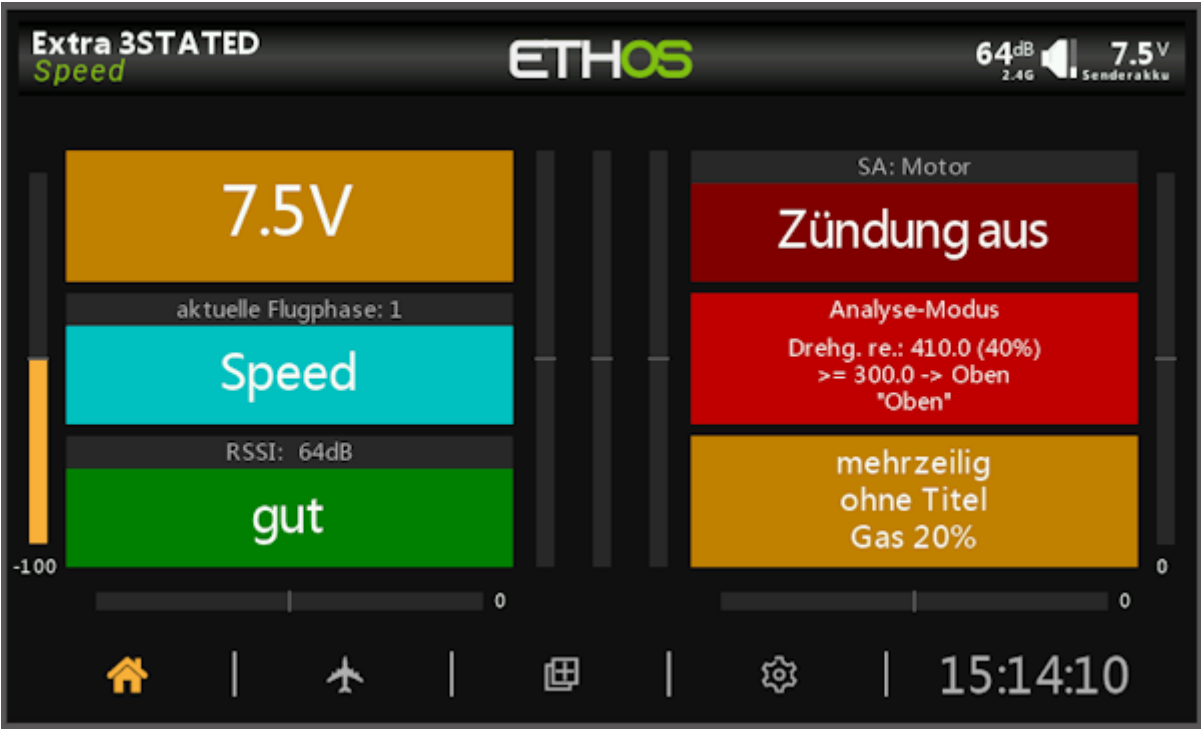 Extra 3STATED
Speed
ETHOS
64dB
2.4G
7.5V
Senderakku
7.5V
aktuelle Flugphase: 1
Speed
RSSI: 64dB
gut
SA: Motor
Zündung aus
Analyse-Modus
Drehg. re.: 410.0 (40%)
>= 300.0 -> Oben
"Oben"
mehrzeilig
ohne Titel
Gas 20%
-100
0
0
0
15:14:10